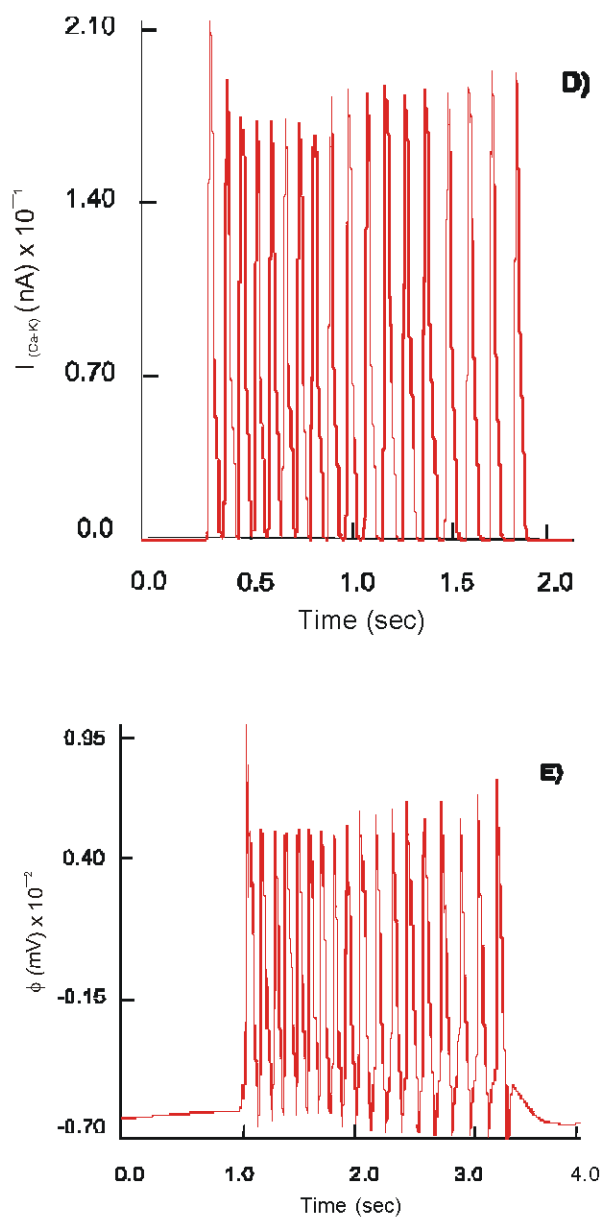 2.10
D)
1.40
0.70
0.0
I (Ca-K) (nA) x 10⁻¹
0.0 0.5 1.0 1.5 2.0
Time (sec)
0.95
E)
0.40
-0.15
-0.70
ϕ (mV) x 10⁻²
0.0 1.0 2.0 3.0 4.0
Time (sec)